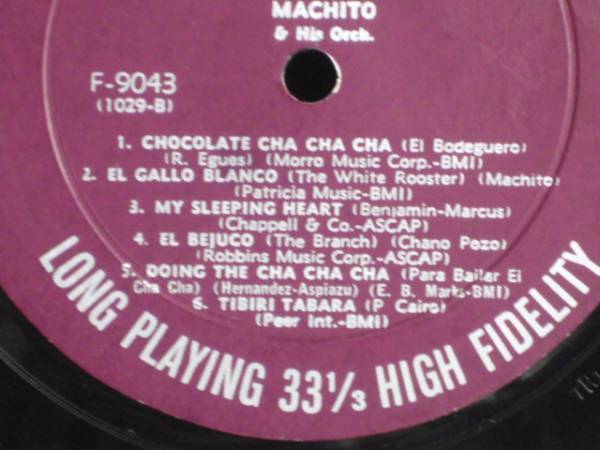 MACHITO
& His Orch.
F-9043
(1029-B)
1. CHOCOLATE CHA CHA CHA (El Bodeguero)
(R. Egues) (Morro Music Corp.-BMI)
2. EL GALLO BLANCO (The White Rooster) (Machito)
(Patricia Music-BMI)
3. MY SLEEPING HEART (Benjamin-Marcus)
(Chappell & Co.-ASCAP)
4. EL BEJUCO (The Branch) (Chano Pozo)
(Robbins Music Corp.-ASCAP)
5. DOING THE CHA CHA CHA (Para Bailar El
Cha Cha) (Hernandez-Aspiazu) (E. B. Marks-BMI)
6. TIBIRI TABARA (P Cairo)
(Peer Int.-BMI)
LONG PLAYING 33⅓ HIGH FIDELITY